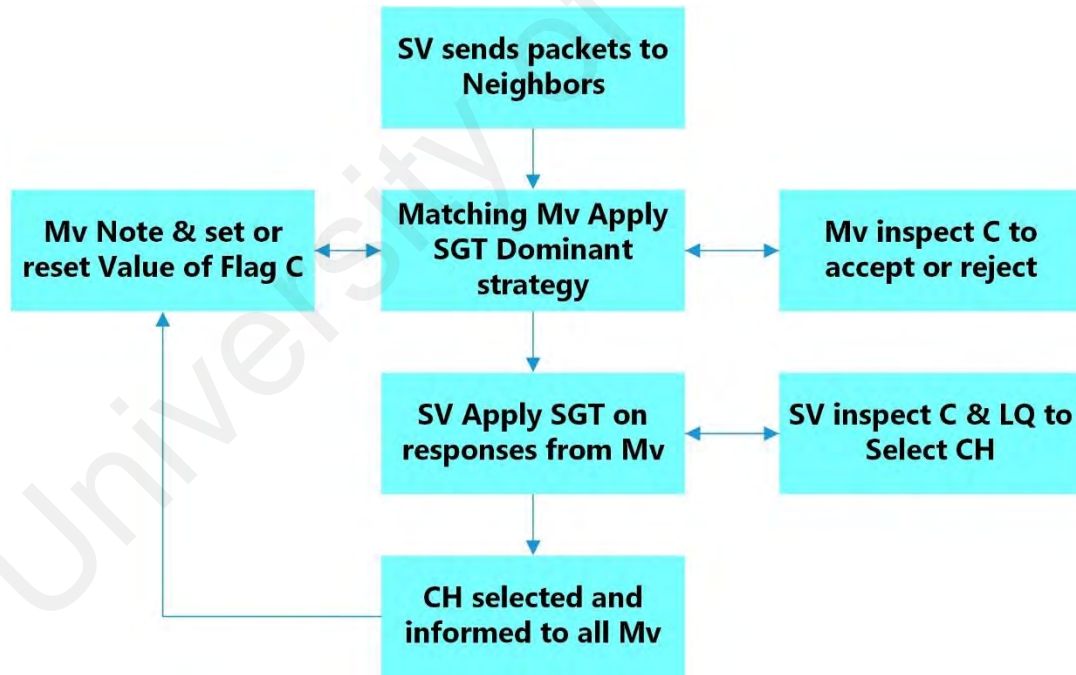 SV sends packets to
Neighbors
Mv Note & set or
reset Value of Flag C
Matching Mv Apply
SGT Dominant
strategy
Mv inspect C to
accept or reject
SV Apply SGT on
responses from Mv
SV inspect C & LQ to
Select CH
CH selected and
informed to all Mv
University of